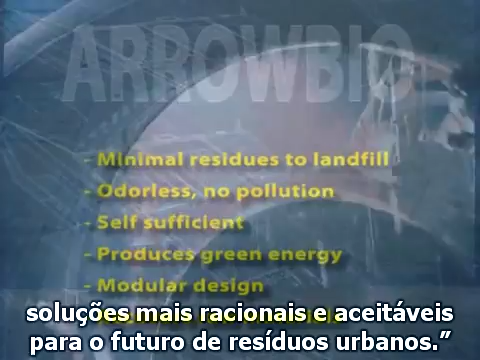 ARROWBIO
- Minimal residues to landfill
- Odorless, no pollution
- Self sufficient
- Produces green energy
- Modular design
soluções mais racionais e aceitáveis
para o futuro de resíduos urbanos.”